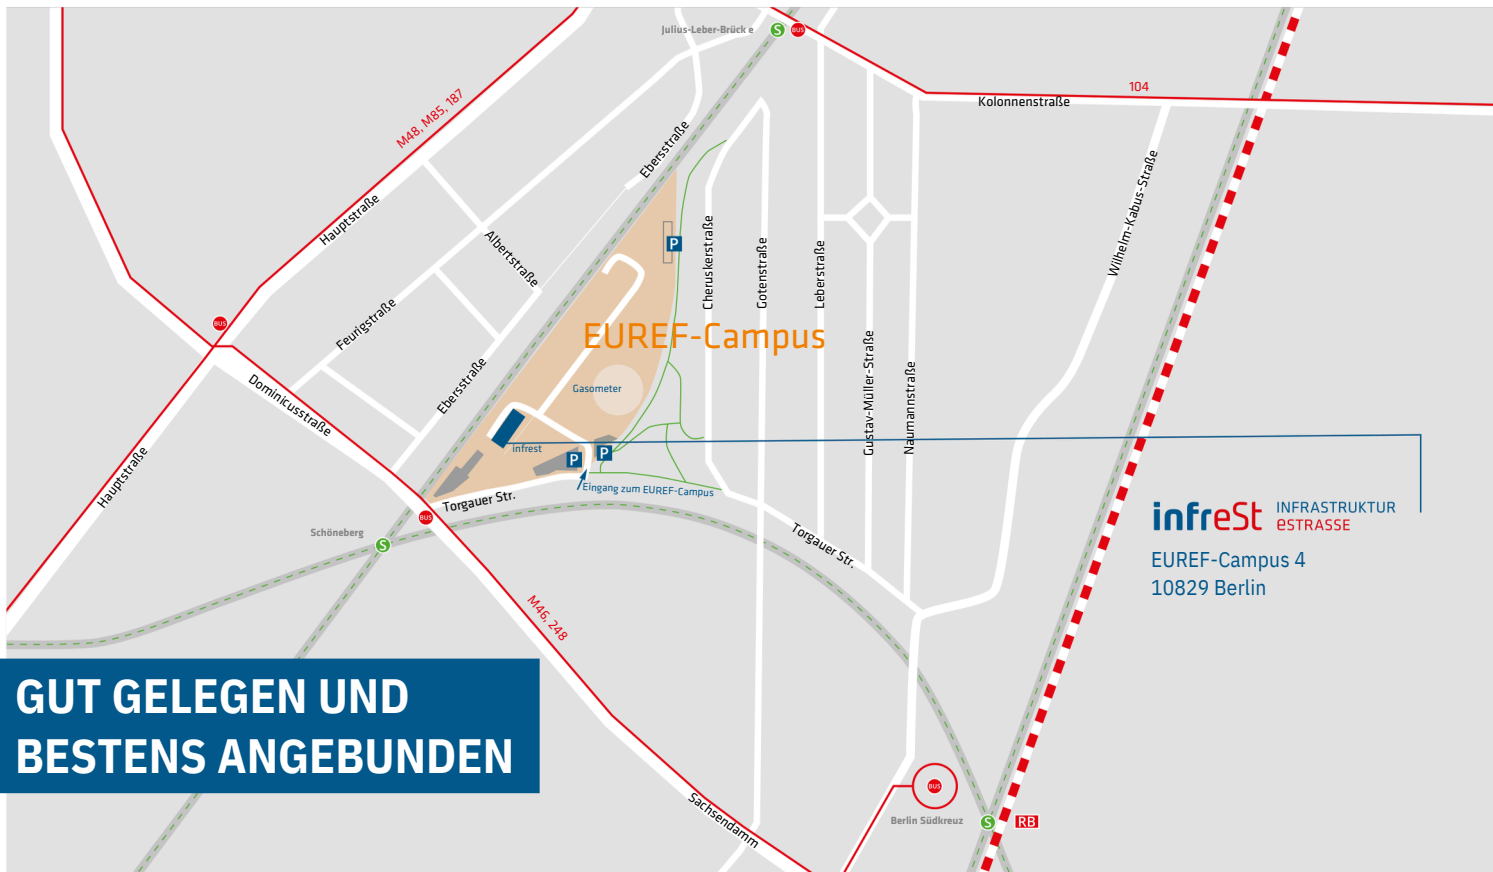 Julius-Leber-Brück e
S
BUS
104
Kolonnenstraße
M48, M85, 187
Ebersstraße
Wilhelm-Kabus-Straße
Hauptstraße
Albertstraße
P
Cheruskerstraße
Gotenstraße
Leberstraße
BUS
Feurigstraße
EUREF-Campus
Gustav-Müller-Straße
Naumannstraße
Ebersstraße
Gasometer
Dominicusstraße
infrest
P
P
Hauptstraße
Eingang zum EUREF-Campus
Torgauer Str.
BUS
Schöneberg
S
Torgauer Str.
infreSt
INFRASTRUKTUR
eSTRASSE
EUREF-Campus 4
10829 Berlin
M46, 248
GUT GELEGEN UND
BESTENS ANGEBUNDEN
Sachsendamm
BUS
Berlin Südkreuz
S
RB